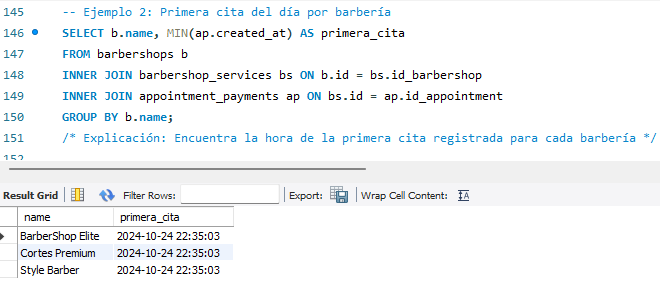 145 -- Ejemplo 2: Primera cita del día por barbería
146 SELECT b.name, MIN(ap.created_at) AS primera_cita
147 FROM barbershops b
148 INNER JOIN barbershop_services bs ON b.id = bs.id_barbershop
149 INNER JOIN appointment_payments ap ON bs.id = ap.id_appointment
150 GROUP BY b.name;
151 /* Explicación: Encuentra la hora de la primera cita registrada para cada barbería */
152
Result Grid Filter Rows: Export: Wrap Cell Content:
name primera_cita
BarberShop Elite 2024-10-24 22:35:03
Cortes Premium 2024-10-24 22:35:03
Style Barber 2024-10-24 22:35:03